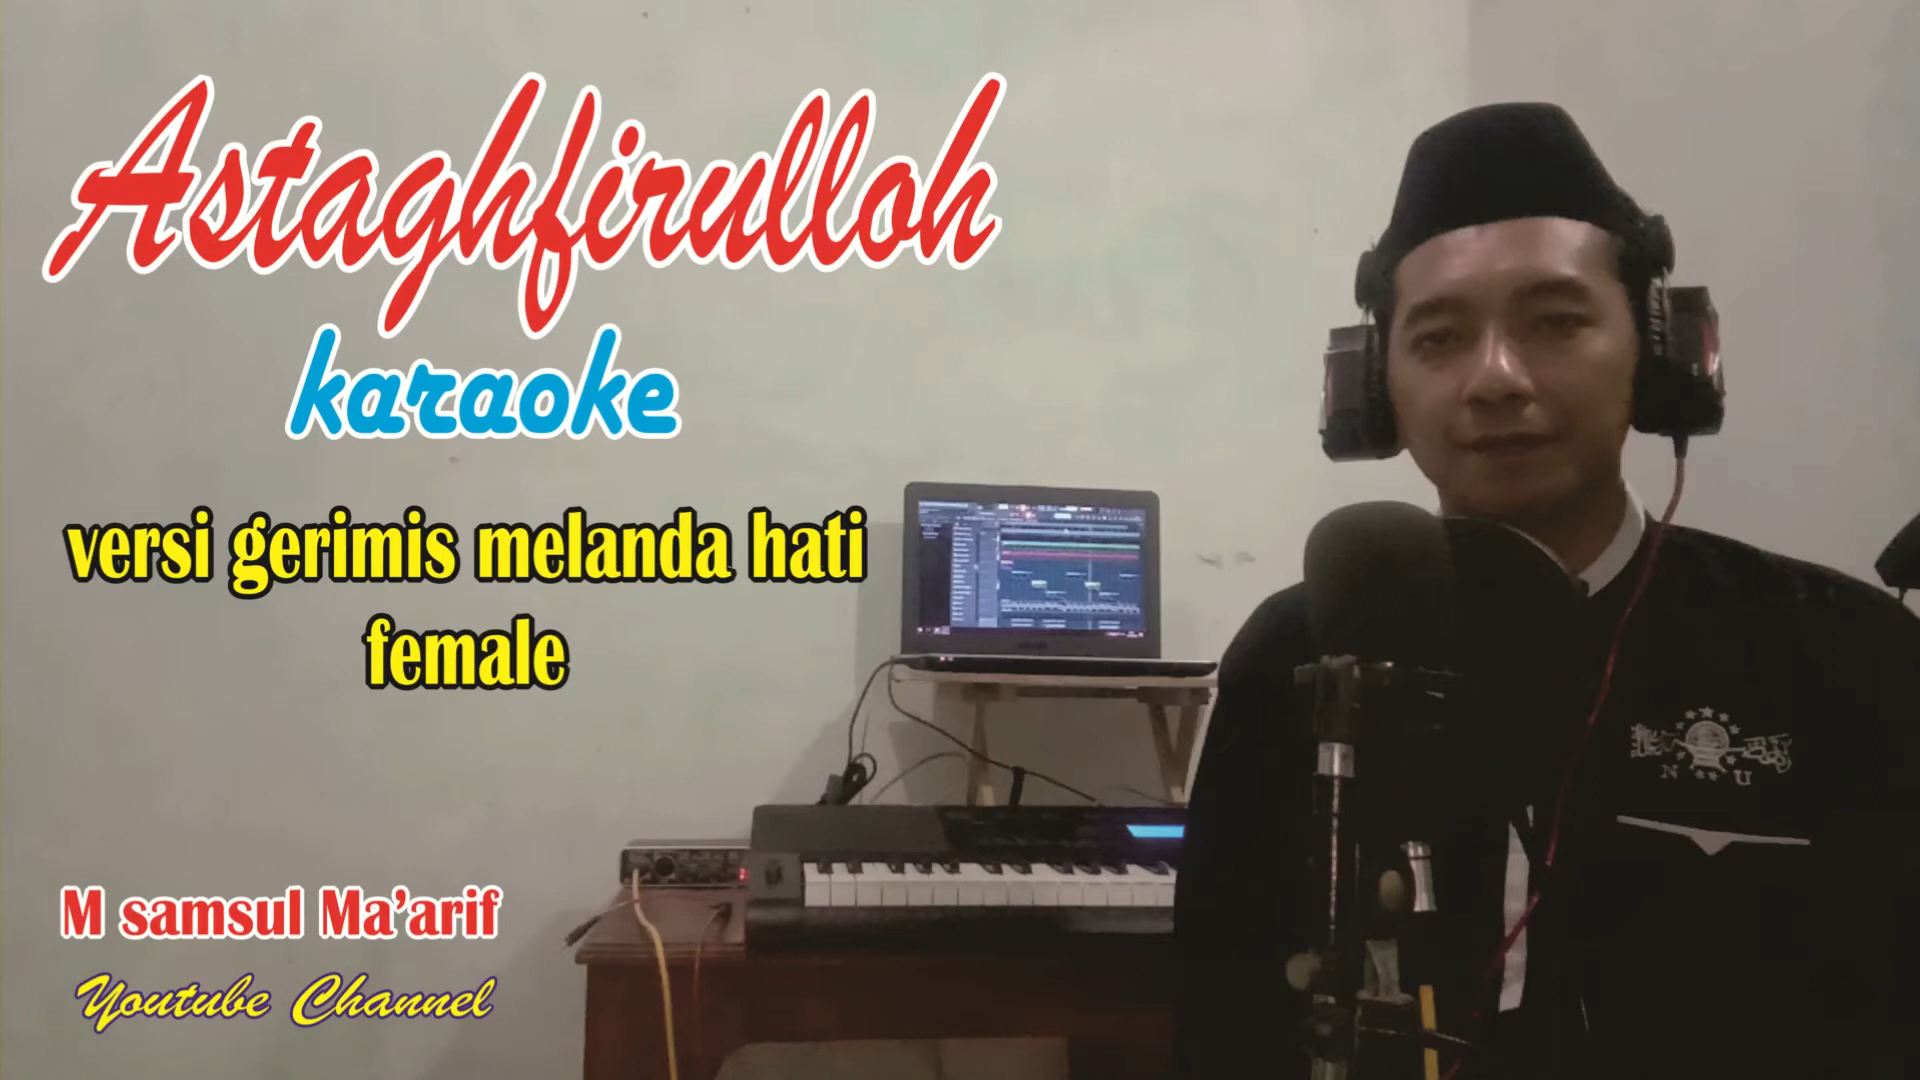 Astaghfirulloh
karaoke
versi gerimis melanda hati
female
M samsul Ma'arif
Youtube Channel
N U